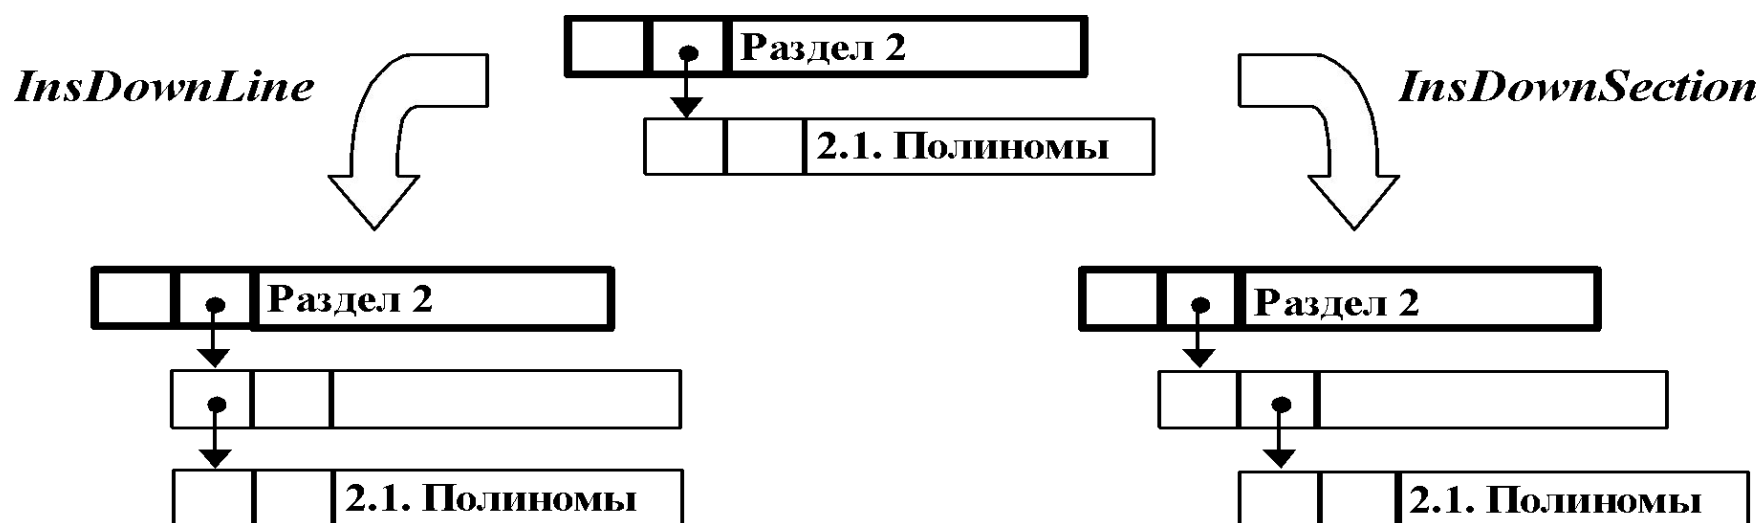 Раздел 2
InsDownLine
InsDownSection
2.1. Полиномы
Раздел 2
Раздел 2
2.1. Полиномы
2.1. Полиномы